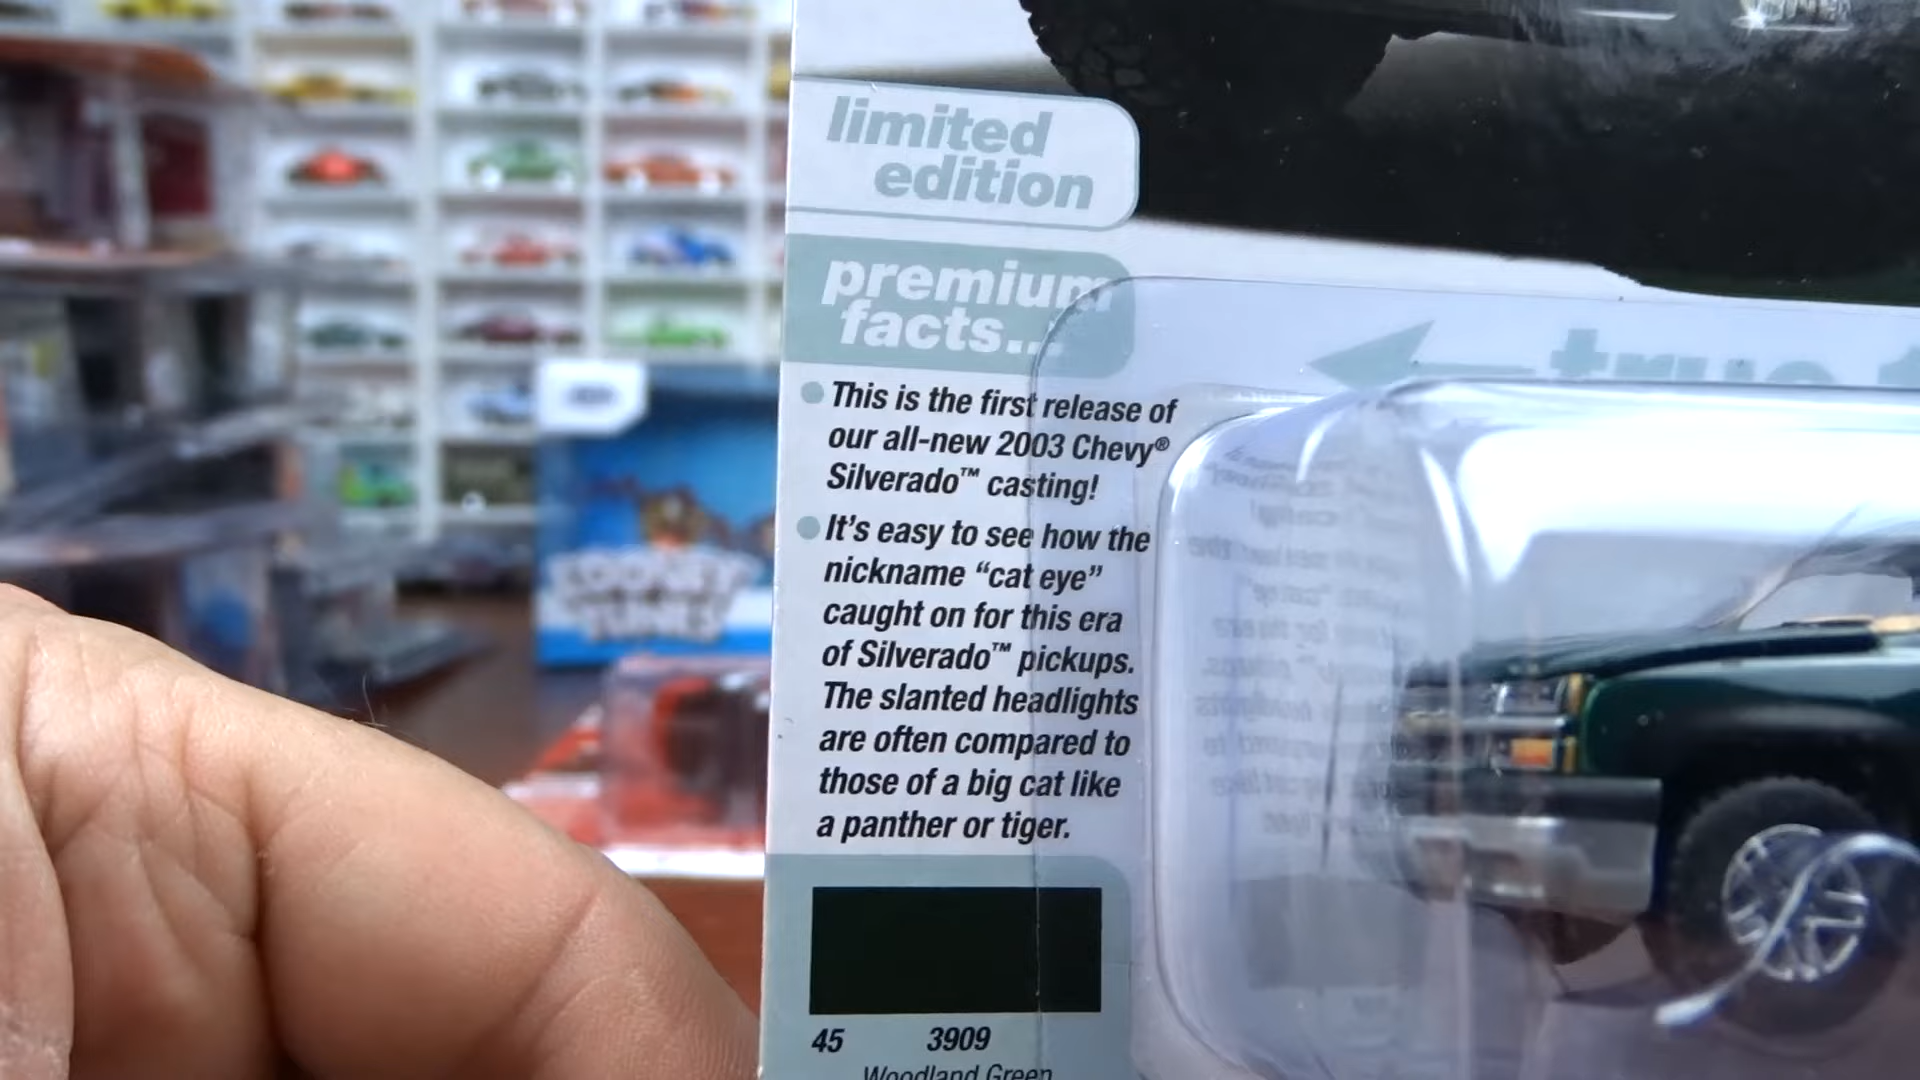 limited
edition
premium
facts...
This is the first release of
our all-new 2003 Chevy®
Silverado™ casting!
It's easy to see how the
nickname “cat eye”
caught on for this era
of Silverado™ pickups.
The slanted headlights
are often compared to
those of a big cat like
a panther or tiger.
45 3909
Woodland Green
LOONEY
TUNES